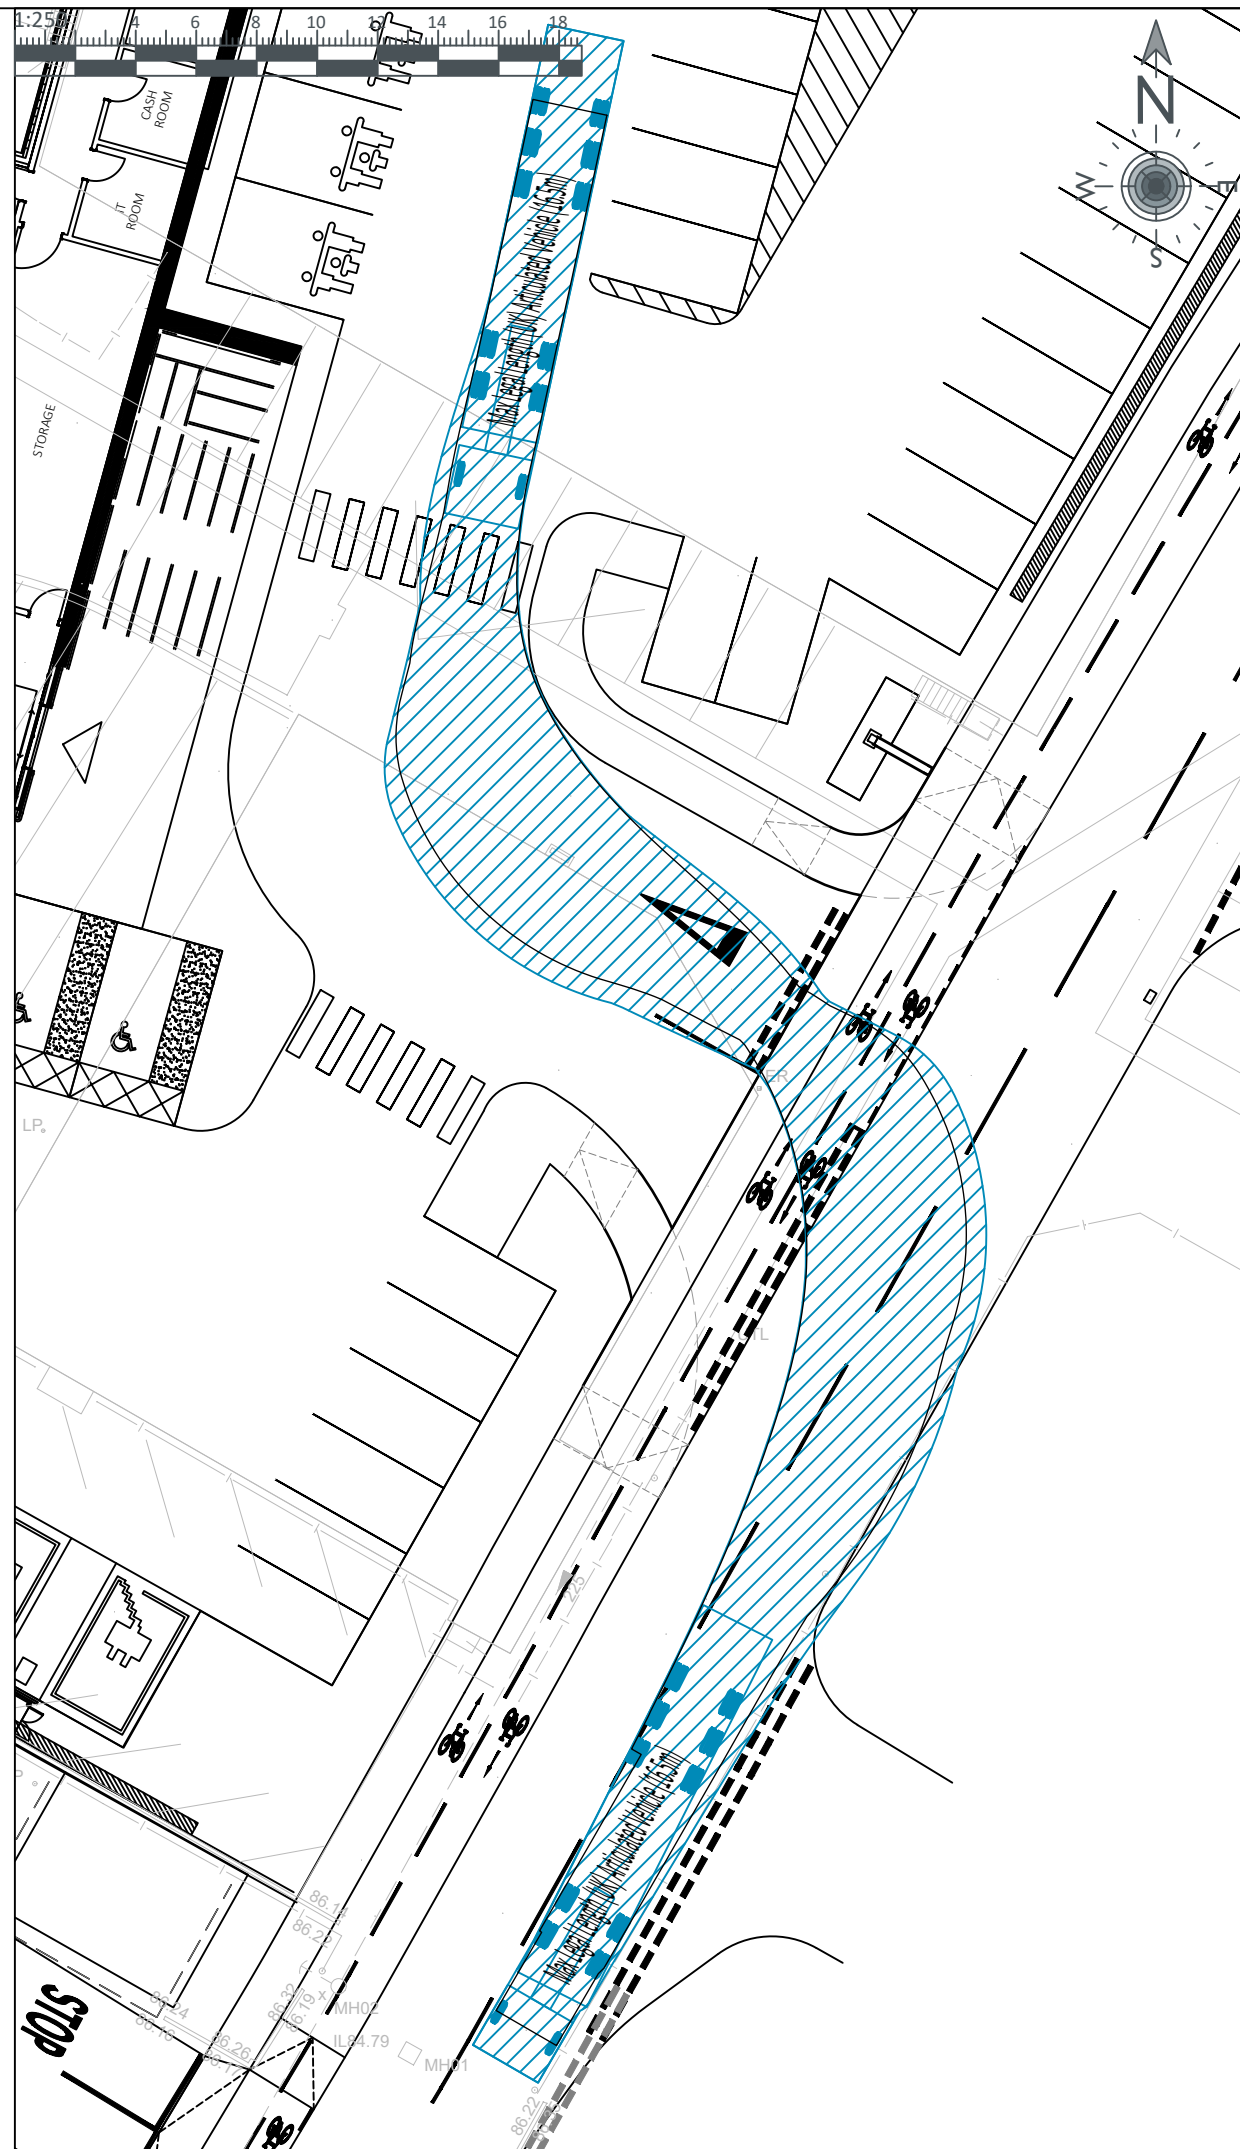 1:250
4 6 8 10 12 14 16 18
N
W
E
S
CASH
ROOM
IT
ROOM
STORAGE
Max Legal Length (UK) Articulated Vehicle (16.5m)
LP
ER
TL
225
Max Legal Length (UK) Articulated Vehicle (16.5m)
86.22
86.32
86.19
MH02
IL84.79
MH01
86.24
86.16
86.26
86.22
STOP